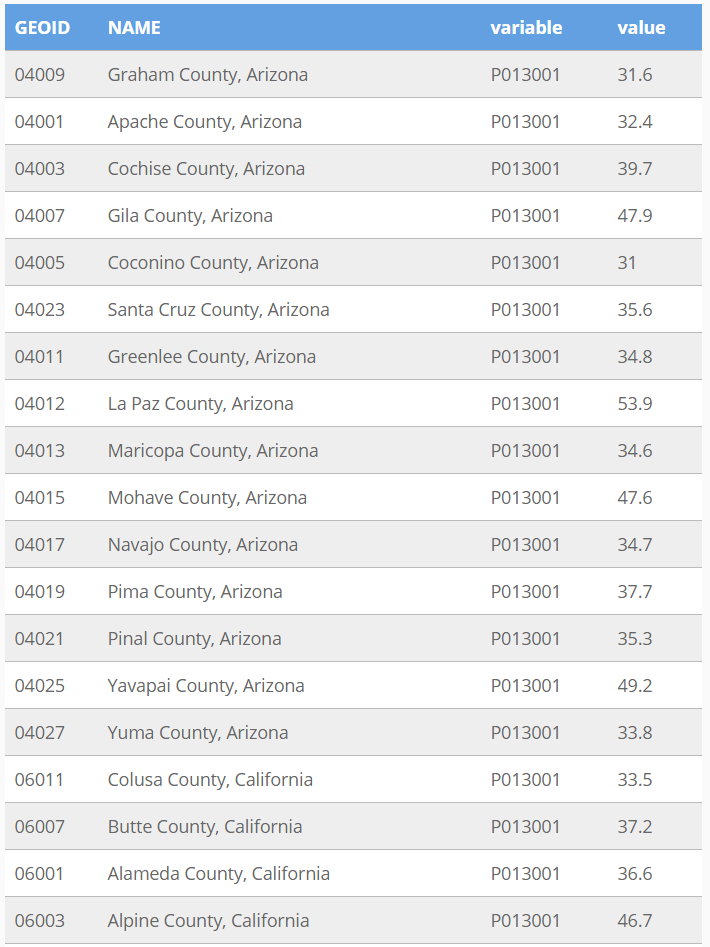 GEOID NAME variable value
04009 Graham County, Arizona P013001 31.6
04001 Apache County, Arizona P013001 32.4
04003 Cochise County, Arizona P013001 39.7
04007 Gila County, Arizona P013001 47.9
04005 Coconino County, Arizona P013001 31
04023 Santa Cruz County, Arizona P013001 35.6
04011 Greenlee County, Arizona P013001 34.8
04012 La Paz County, Arizona P013001 53.9
04013 Maricopa County, Arizona P013001 34.6
04015 Mohave County, Arizona P013001 47.6
04017 Navajo County, Arizona P013001 34.7
04019 Pima County, Arizona P013001 37.7
04021 Pinal County, Arizona P013001 35.3
04025 Yavapai County, Arizona P013001 49.2
04027 Yuma County, Arizona P013001 33.8
06011 Colusa County, California P013001 33.5
06007 Butte County, California P013001 37.2
06001 Alameda County, California P013001 36.6
06003 Alpine County, California P013001 46.7